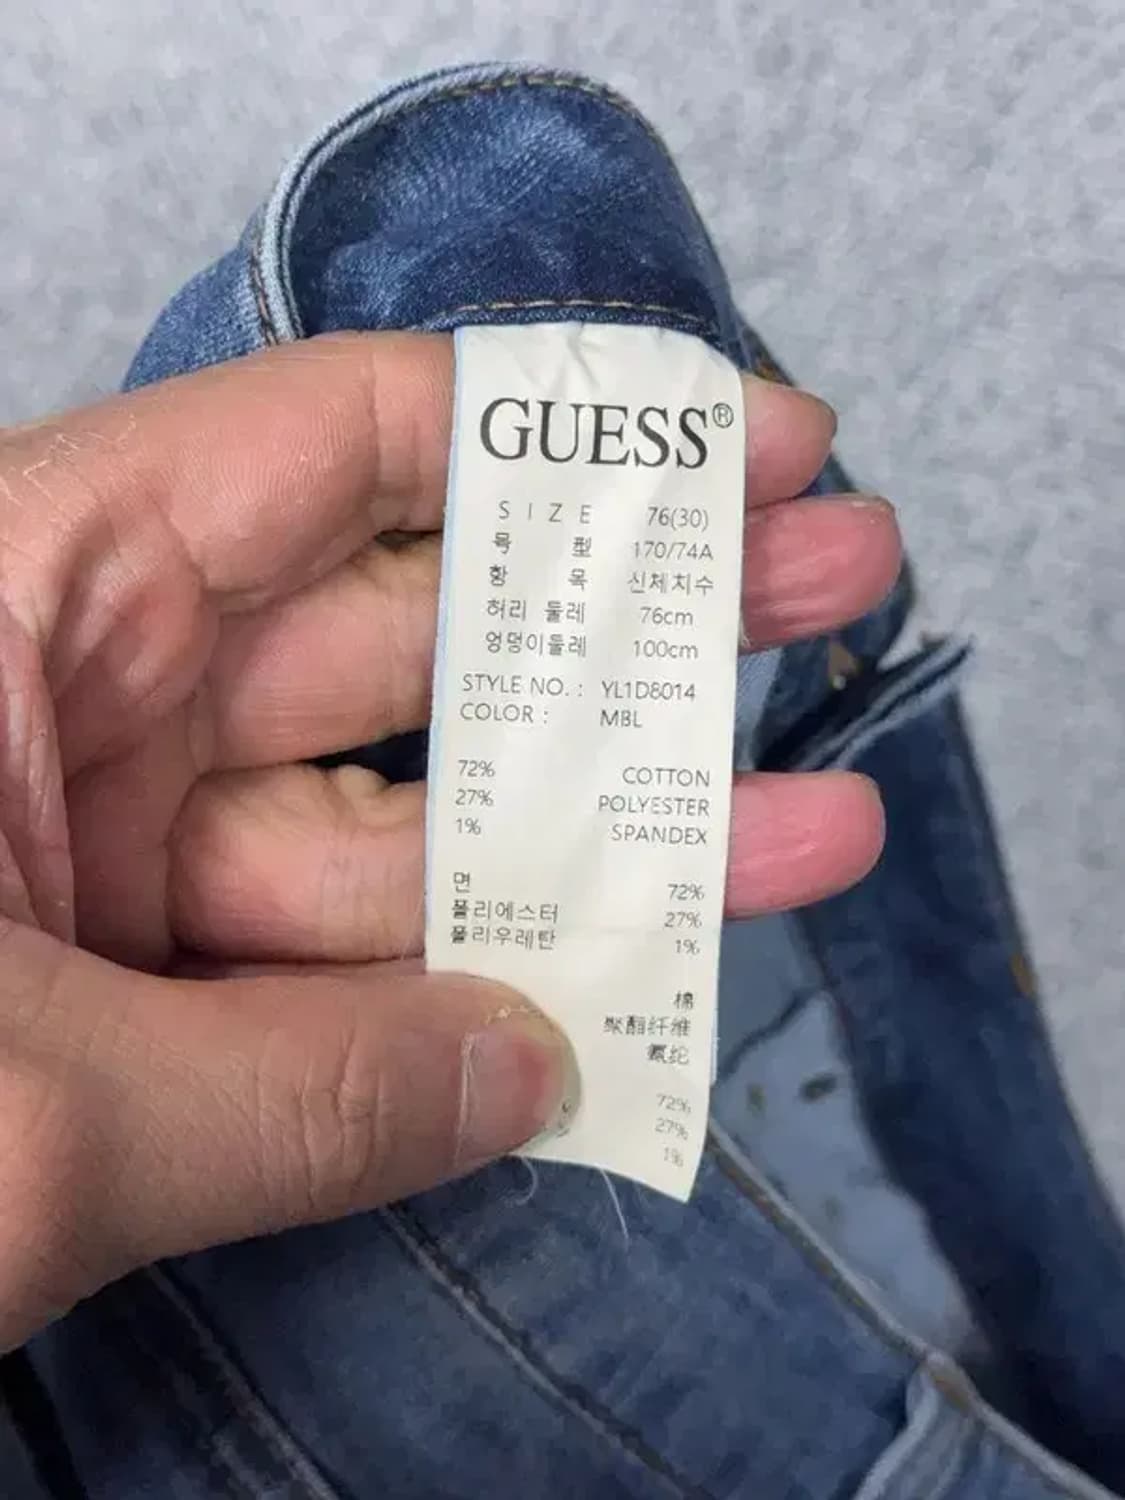 GUESS®
SIZE 76(30)
号 型 170/74A
항 목 신체치수
허리 둘레 76cm
엉덩이둘레 100cm
STYLE NO. : YL1D8014
COLOR : MBL
72% COTTON
27% POLYESTER
1% SPANDEX
면 72%
폴리에스터 27%
폴리우레탄 1%
棉
聚酯纤维
氨纶
72%
27%
1%